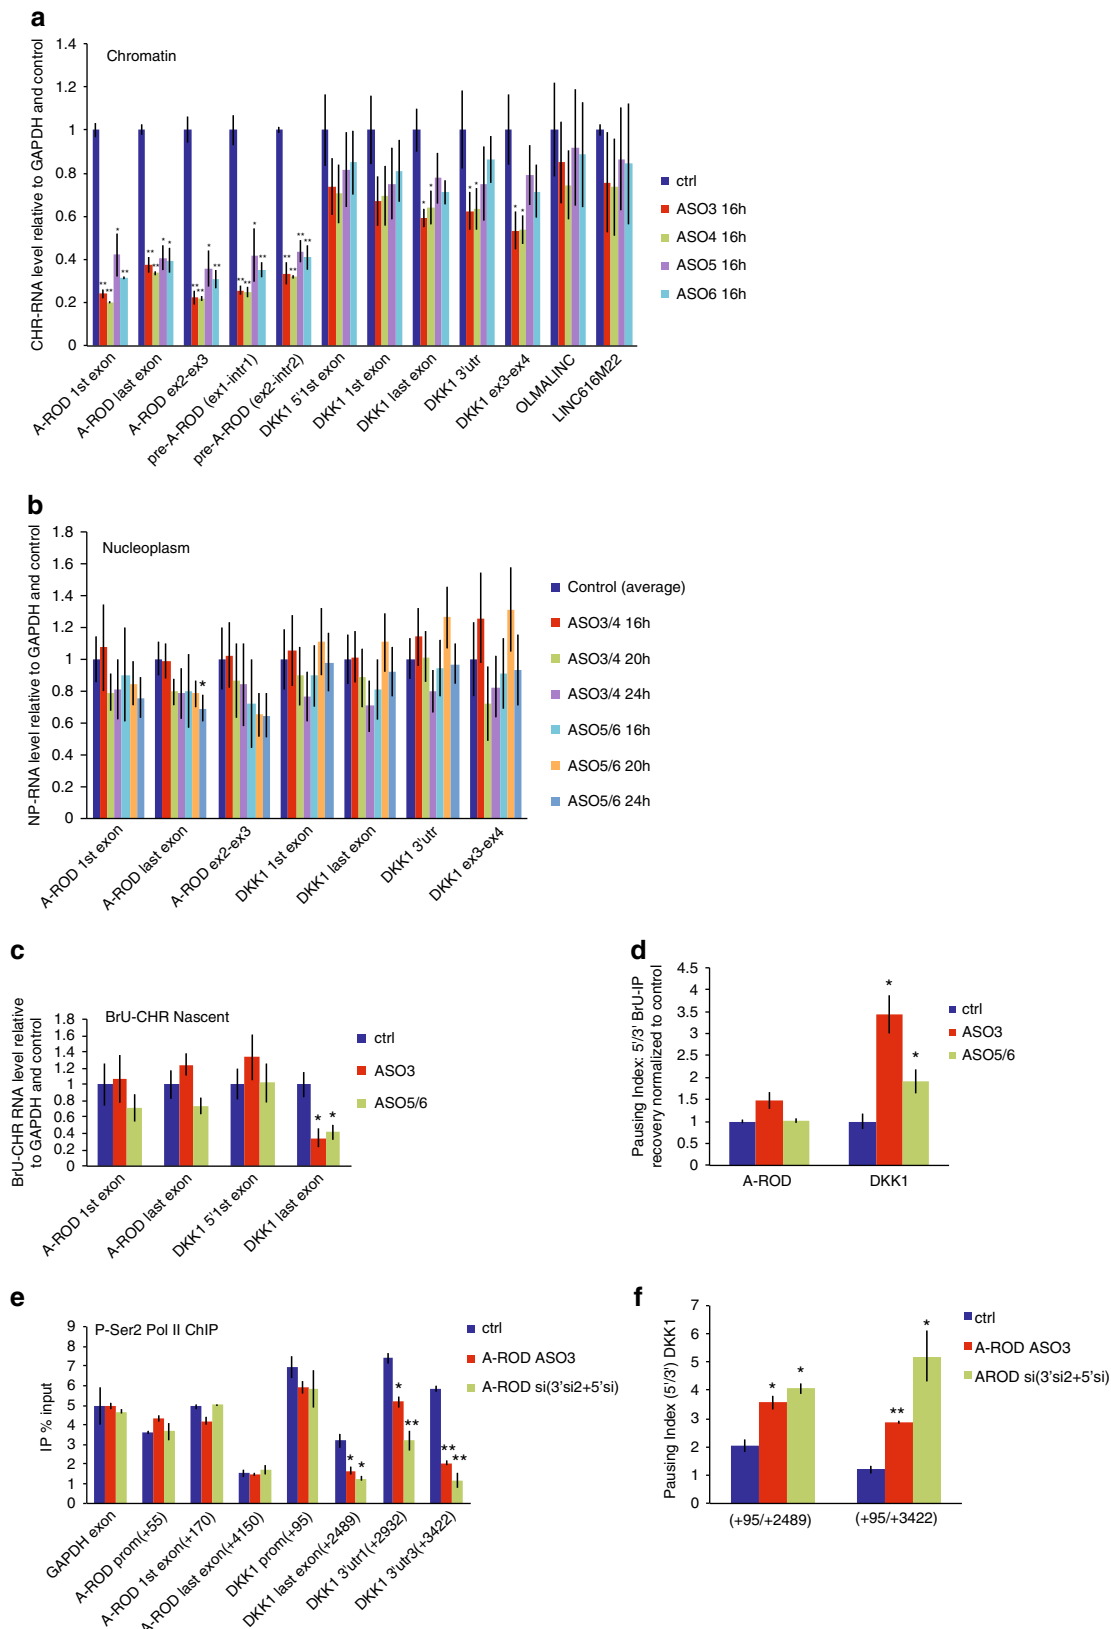 a
Chromatin
CHR-RNA level relative to GAPDH and control
1.4
1.2
1
0.8
0.6
0.4
0.2
0
A-ROD 1st exon
A-ROD last exon
A-ROD ex2-ex3
pre-A-ROD (ex1-intr1)
pre-A-ROD (ex2-intr2)
DKK1 5'1st exon
DKK1 1st exon
DKK1 last exon
DKK1 3'utr
DKK1 ex3-ex4
OLMALINC
LINC616M22
ctrl
ASO3 16h
ASO4 16h
ASO5 16h
ASO6 16h
b
Nucleoplasm
NP-RNA level relative to GAPDH and control
1.8
1.6
1.4
1.2
1
0.8
0.6
0.4
0.2
0
A-ROD 1st exon
A-ROD last exon
A-ROD ex2-ex3
DKK1 1st exon
DKK1 last exon
DKK1 3'utr
DKK1 ex3-ex4
Control (average)
ASO3/4 16h
ASO3/4 20h
ASO3/4 24h
ASO5/6 16h
ASO5/6 20h
ASO5/6 24h
c
BrU-CHR Nascent
BrU-CHR RNA level relative
to GAPDH and control
1.8
1.6
1.4
1.2
1
0.8
0.6
0.4
0.2
0
A-ROD 1st exon
A-ROD last exon
DKK1 5'1st exon
DKK1 last exon
ctrl
ASO3
ASO5/6
d
Pausing Index: 5'/3' BrU-IP
recovery normalized to control
4.5
4
3.5
3
2.5
2
1.5
1
0.5
0
A-ROD
DKK1
ctrl
ASO3
ASO5/6
e
P-Ser2 Pol II ChIP
IP % input
9
8
7
6
5
4
3
2
1
0
GAPDH exon
A-ROD prom(+55)
A-ROD 1st exon(+170)
A-ROD last exon(+4150)
DKK1 prom(+95)
DKK1 last exon(+2489)
DKK1 3'utr1(+2932)
DKK1 3'utr3(+3422)
ctrl
A-ROD ASO3
A-ROD si(3'si2+5'si)
f
Pausing Index (5'/3') DKK1
7
6
5
4
3
2
1
0
(+95/+2489)
(+95/+3422)
ctrl
A-ROD ASO3
AROD si(3'si2+5'si)